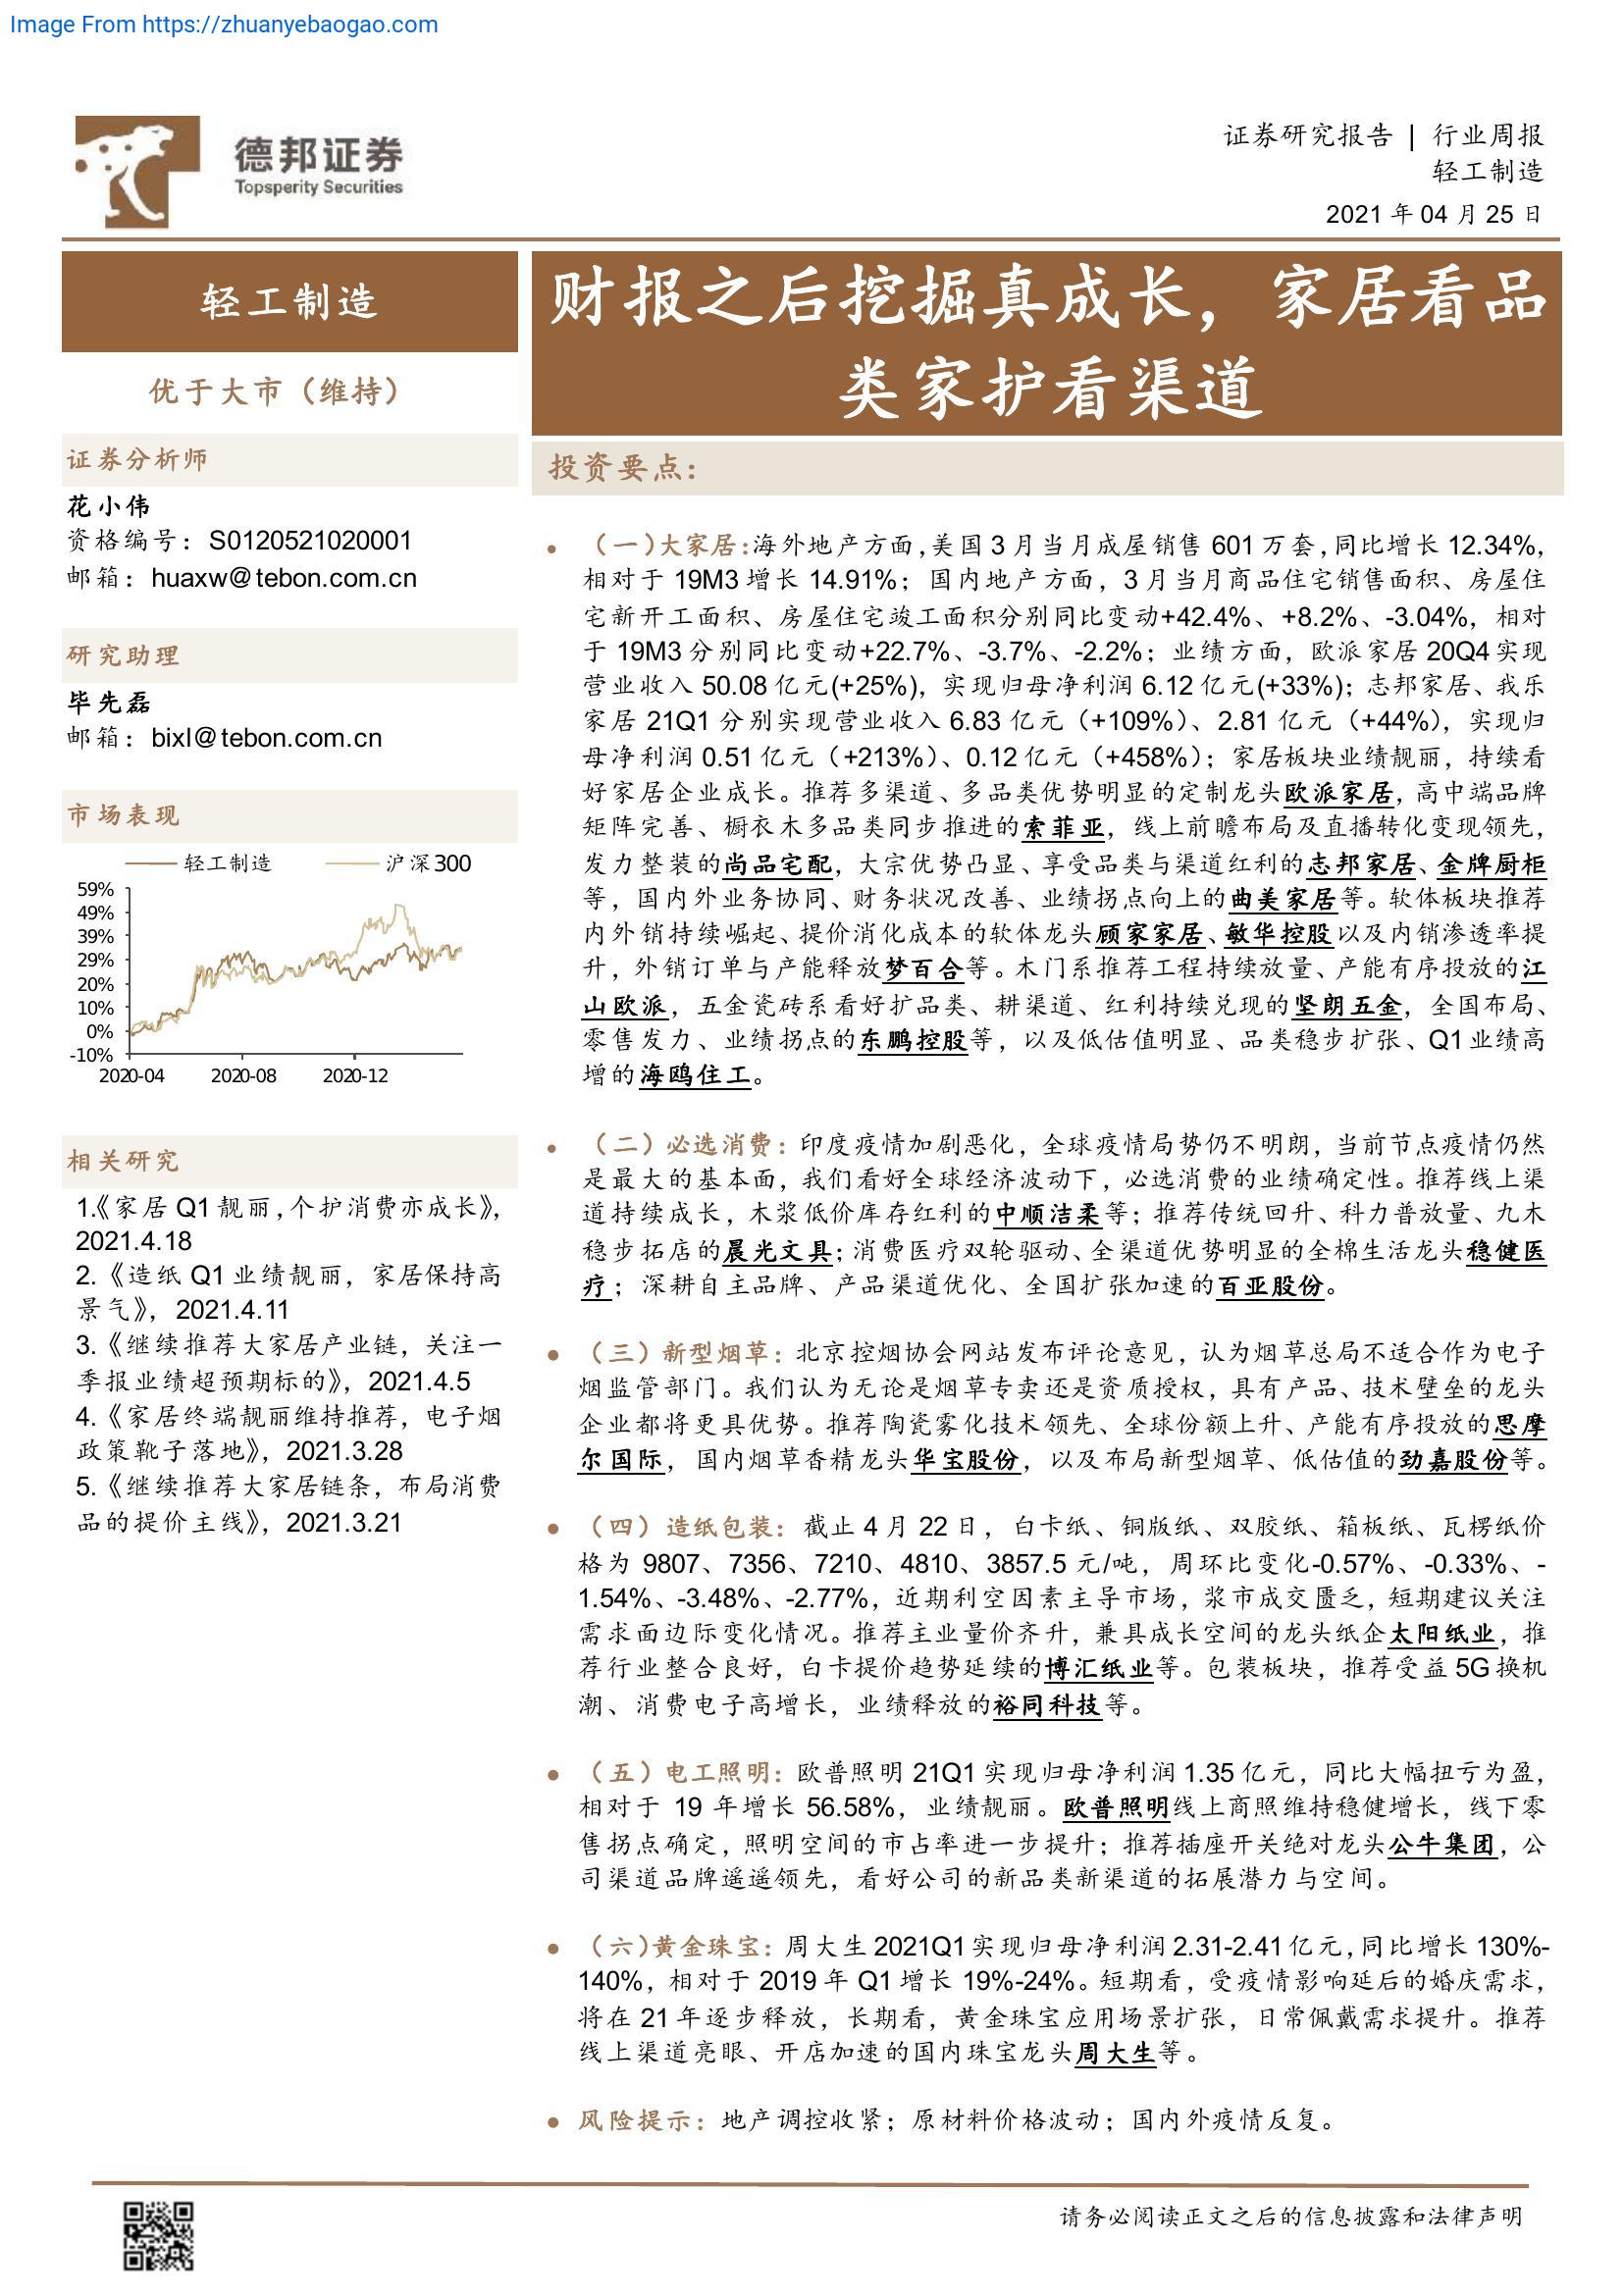 Image From https://zhuanyebaogao.com
德邦证券
Topsperity Securities
证券研究报告 | 行业周报
轻工制造
2021 年 04 月 25 日
轻工制造
优于大市（维持）
证券分析师
花小伟
资格编号：S0120521020001
邮箱：huaxw@tebon.com.cn
研究助理
毕先磊
邮箱：bixl@tebon.com.cn
市场表现
轻工制造 沪深300
59%
49%
39%
29%
20%
10%
0%
-10%
2020-04 2020-08 2020-12
相关研究
1.《家居 Q1 靓丽，个护消费亦成长》，
2021.4.18
2.《造纸 Q1 业绩靓丽，家居保持高
景气》，2021.4.11
3.《继续推荐大家居产业链，关注一
季报业绩超预期标的》，2021.4.5
4.《家居终端靓丽维持推荐，电子烟
政策靴子落地》，2021.3.28
5.《继续推荐大家居链条，布局消费
品的提价主线》，2021.3.21
财报之后挖掘真成长，家居看品
类家护看渠道
投资要点：
● （一）大家居：海外地产方面，美国 3 月当月成屋销售 601 万套，同比增长 12.34%，
相对于 19M3 增长 14.91%；国内地产方面，3 月当月商品住宅销售面积、房屋住
宅新开工面积、房屋住宅竣工面积分别同比变动+42.4%、+8.2%、-3.04%，相对
于 19M3 分别同比变动+22.7%、-3.7%、-2.2%；业绩方面，欧派家居 20Q4 实现
营业收入 50.08 亿元(+25%)，实现归母净利润 6.12 亿元(+33%)；志邦家居、我乐
家居 21Q1 分别实现营业收入 6.83 亿元（+109%）、2.81 亿元（+44%），实现归
母净利润 0.51 亿元（+213%）、0.12 亿元（+458%）；家居板块业绩靓丽，持续看
好家居企业成长。推荐多渠道、多品类优势明显的定制龙头欧派家居，高中端品牌
矩阵完善、橱衣木多品类同步推进的索菲亚，线上前瞻布局及直播转化变现领先，
发力整装的尚品宅配，大宗优势凸显、享受品类与渠道红利的志邦家居、金牌厨柜
等，国内外业务协同、财务状况改善、业绩拐点向上的曲美家居等。软体板块推荐
内外销持续崛起、提价消化成本的软体龙头顾家家居、敏华控股以及内销渗透率提
升，外销订单与产能释放梦百合等。木门系推荐工程持续放量、产能有序投放的江
山欧派，五金瓷砖系看好扩品类、耕渠道、红利持续兑现的坚朗五金，全国布局、
零售发力、业绩拐点的东鹏控股等，以及低估值明显、品类稳步扩张、Q1 业绩高
增的海鸥住工。
● （二）必选消费：印度疫情加剧恶化，全球疫情局势仍不明朗，当前节点疫情仍然
是最大的基本面，我们看好全球经济波动下，必选消费的业绩确定性。推荐线上渠
道持续成长，木浆低价库存红利的中顺洁柔等；推荐传统回升、科力普放量、九木
稳步拓店的晨光文具；消费医疗双轮驱动、全渠道优势明显的全棉生活龙头稳健医
疗；深耕自主品牌、产品渠道优化、全国扩张加速的百亚股份。
● （三）新型烟草：北京控烟协会网站发布评论意见，认为烟草总局不适合作为电子
烟监管部门。我们认为无论是烟草专卖还是资质授权，具有产品、技术壁垒的龙头
企业都将更具优势。推荐陶瓷雾化技术领先、全球份额上升、产能有序投放的思摩
尔国际，国内烟草香精龙头华宝股份，以及布局新型烟草、低估值的劲嘉股份等。
● （四）造纸包装：截止 4 月 22 日，白卡纸、铜版纸、双胶纸、箱板纸、瓦楞纸价
格为 9807、7356、7210、4810、3857.5 元/吨，周环比变化-0.57%、-0.33%、-
1.54%、-3.48%、-2.77%，近期利空因素主导市场，浆市成交匮乏，短期建议关注
需求面边际变化情况。推荐主业量价齐升，兼具成长空间的龙头纸企太阳纸业，推
荐行业整合良好，白卡提价趋势延续的博汇纸业等。包装板块，推荐受益 5G 换机
潮、消费电子高增长，业绩释放的裕同科技等。
● （五）电工照明：欧普照明 21Q1 实现归母净利润 1.35 亿元，同比大幅扭亏为盈，
相对于 19 年增长 56.58%，业绩靓丽。欧普照明线上商照维持稳健增长，线下零
售拐点确定，照明空间的市占率进一步提升；推荐插座开关绝对龙头公牛集团，公
司渠道品牌遥遥领先，看好公司的新品类新渠道的拓展潜力与空间。
● （六）黄金珠宝：周大生 2021Q1 实现归母净利润 2.31-2.41 亿元，同比增长 130%-
140%，相对于 2019 年 Q1 增长 19%-24%。短期看，受疫情影响延后的婚庆需求，
将在 21 年逐步释放，长期看，黄金珠宝应用场景扩张，日常佩戴需求提升。推荐
线上渠道亮眼、开店加速的国内珠宝龙头周大生等。
● 风险提示：地产调控收紧；原材料价格波动；国内外疫情反复。
请务必阅读正文之后的信息披露和法律声明